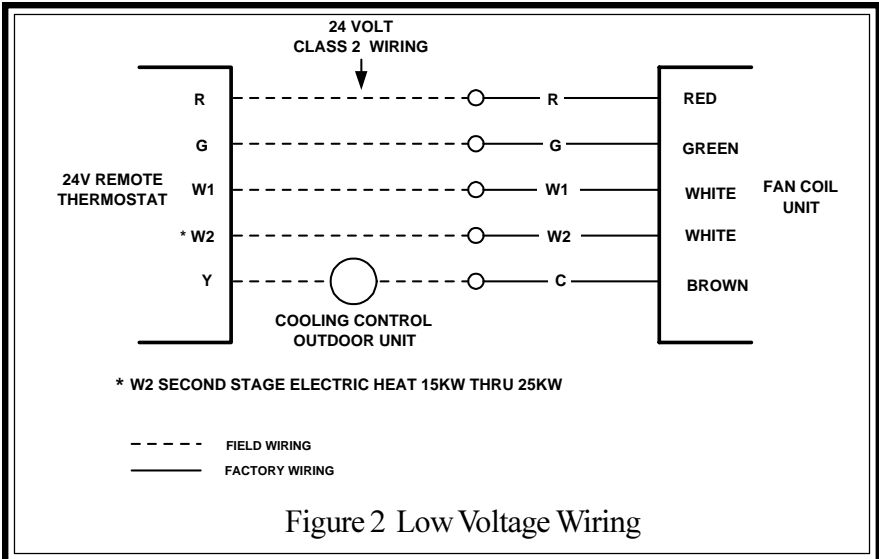 24 VOLT
CLASS 2 WIRING
R R RED
G G GREEN
24V REMOTE
THERMOSTAT
W1 W1 WHITE
FAN COIL
UNIT
* W2 W2 WHITE
Y C BROWN
COOLING CONTROL
OUTDOOR UNIT
* W2 SECOND STAGE ELECTRIC HEAT 15KW THRU 25KW
FIELD WIRING
FACTORY WIRING
Figure 2 Low Voltage Wiring